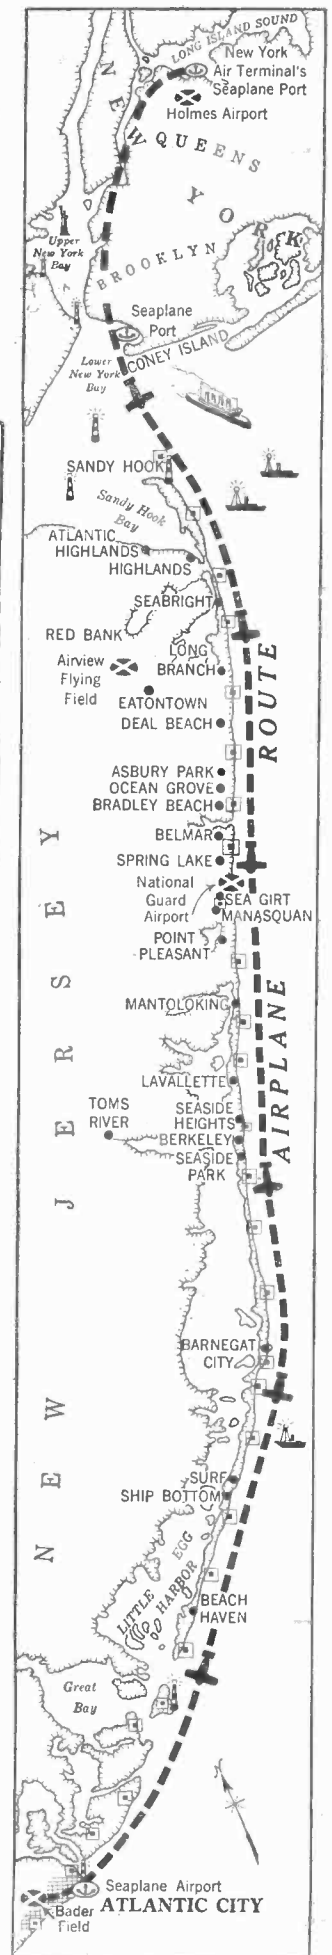 LONG ISLAND SOUND
New York
Air Terminal's
Seaplane Port
Holmes Airport
NEW YORK
QUEENS
Upper
New York
Bay
BROOKLYN
Seaplane
Port
CONEY ISLAND
Lower
New York
Bay
SANDY HOOK
Sandy Hook
Bay
ATLANTIC
HIGHLANDS
HIGHLANDS
SEABRIGHT
RED BANK
LONG
BRANCH
Airview
Flying
Field
EATONTOWN
DEAL BEACH
AIRPLANE ROUTE
ASBURY PARK
OCEAN GROVE
BRADLEY BEACH
BELMAR
SPRING LAKE
National
Guard
Airport
SEA GIRT
MANASQUAN
POINT
PLEASANT
MANTOLOKING
LAVALLETTE
TOMS
RIVER
SEASIDE
HEIGHTS
BERKELEY
SEASIDE
PARK
NEW JERSEY
BARNEGAT
CITY
SURF
SHIP BOTTOM
LITTLE EGG
HARBOR
BEACH
HAVEN
Great
Bay
Seaplane Airport
ATLANTIC CITY
Bader
Field